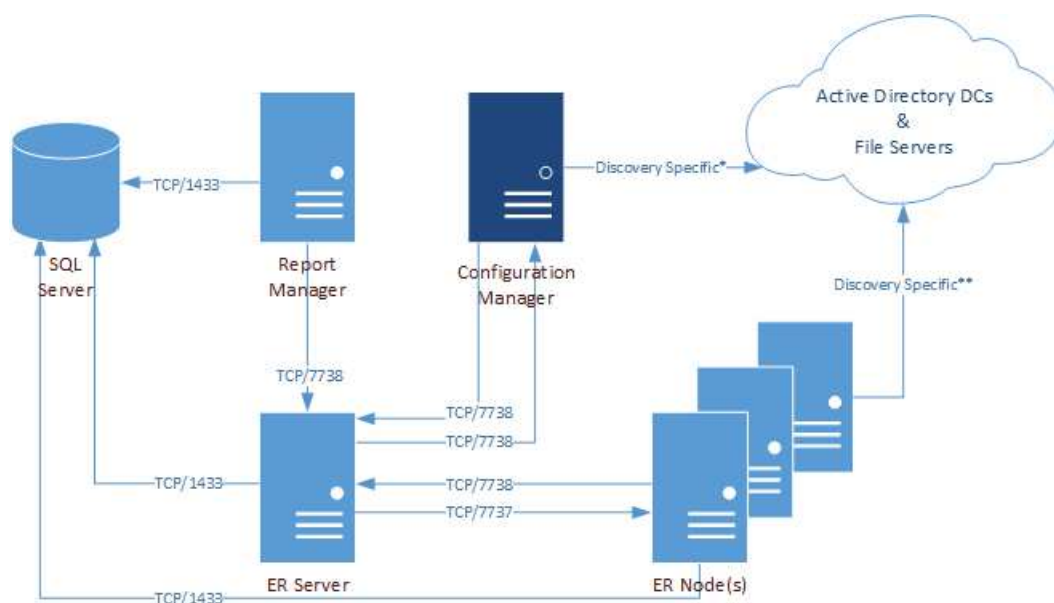 Active Directory DCs
&
File Servers
Discovery Specific*
TCP/1433
SQL
Server
Report
Manager
Configuration
Manager
Discovery Specific**
TCP/7738
TCP/7738
TCP/7738
TCP/1433
TCP/7738
TCP/7737
ER Server
ER Node(s)
TCP/1433